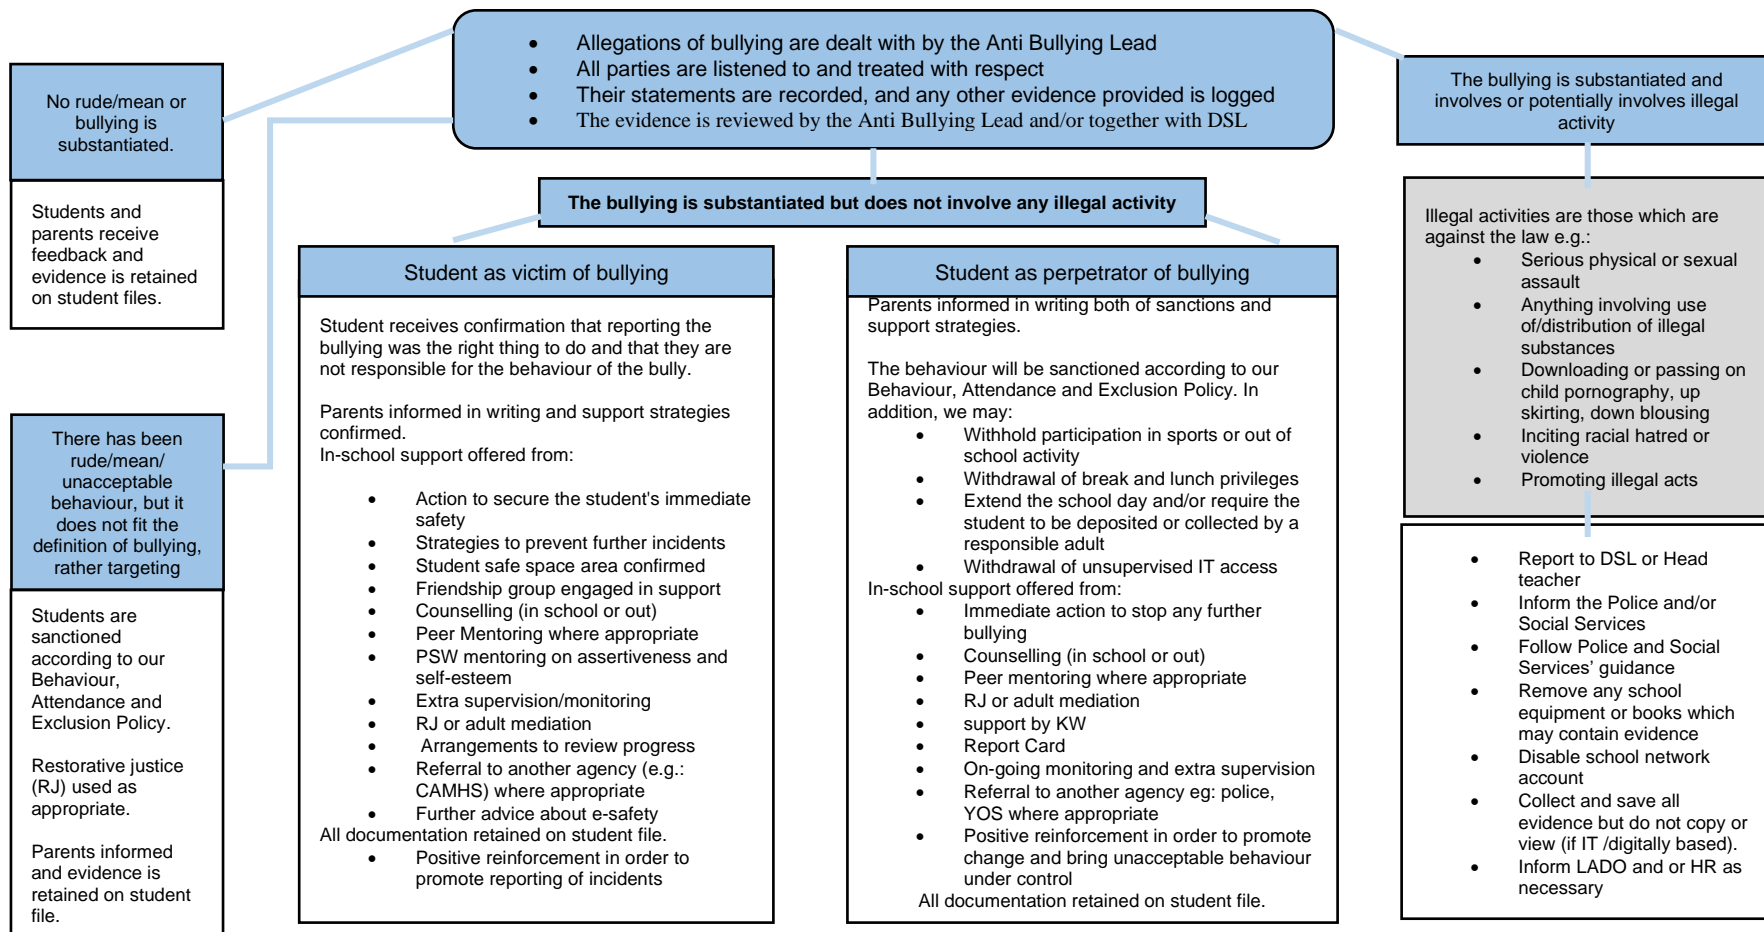 • Allegations of bullying are dealt with by the Anti Bullying Lead
• All parties are listened to and treated with respect
• Their statements are recorded, and any other evidence provided is logged
• The evidence is reviewed by the Anti Bullying Lead and/or together with DSL
No rude/mean or
bullying is
substantiated.
Students and
parents receive
feedback and
evidence is retained
on student files.
There has been
rude/mean/
unacceptable
behaviour, but it
does not fit the
definition of bullying,
rather targeting
Students are
sanctioned
according to our
Behaviour,
Attendance and
Exclusion Policy.
Restorative justice
(RJ) used as
appropriate.
Parents informed
and evidence is
retained on student
file.
The bullying is substantiated but does not involve any illegal activity
Student as victim of bullying
Student receives confirmation that reporting the
bullying was the right thing to do and that they are
not responsible for the behaviour of the bully.
Parents informed in writing and support strategies
confirmed.
In-school support offered from:
• Action to secure the student's immediate
safety
• Strategies to prevent further incidents
• Student safe space area confirmed
• Friendship group engaged in support
• Counselling (in school or out)
• Peer Mentoring where appropriate
• PSW mentoring on assertiveness and
self-esteem
• Extra supervision/monitoring
• RJ or adult mediation
• Arrangements to review progress
• Referral to another agency (e.g.:
CAMHS) where appropriate
• Further advice about e-safety
All documentation retained on student file.
• Positive reinforcement in order to
promote reporting of incidents
Student as perpetrator of bullying
Parents informed in writing both of sanctions and
support strategies.
The behaviour will be sanctioned according to our
Behaviour, Attendance and Exclusion Policy. In
addition, we may:
• Withhold participation in sports or out of
school activity
• Withdrawal of break and lunch privileges
• Extend the school day and/or require the
student to be deposited or collected by a
responsible adult
• Withdrawal of unsupervised IT access
In-school support offered from:
• Immediate action to stop any further
bullying
• Counselling (in school or out)
• Peer mentoring where appropriate
• RJ or adult mediation
• support by KW
• Report Card
• On-going monitoring and extra supervision
• Referral to another agency eg: police,
YOS where appropriate
• Positive reinforcement in order to promote
change and bring unacceptable behaviour
under control
All documentation retained on student file.
The bullying is substantiated and
involves or potentially involves illegal
activity
Illegal activities are those which are
against the law e.g.:
• Serious physical or sexual
assault
• Anything involving use
of/distribution of illegal
substances
• Downloading or passing on
child pornography, up
skirting, down blousing
• Inciting racial hatred or
violence
• Promoting illegal acts
• Report to DSL or Head
teacher
• Inform the Police and/or
Social Services
• Follow Police and Social
Services’ guidance
• Remove any school
equipment or books which
may contain evidence
• Disable school network
account
• Collect and save all
evidence but do not copy or
view (if IT /digitally based).
• Inform LADO and or HR as
necessary